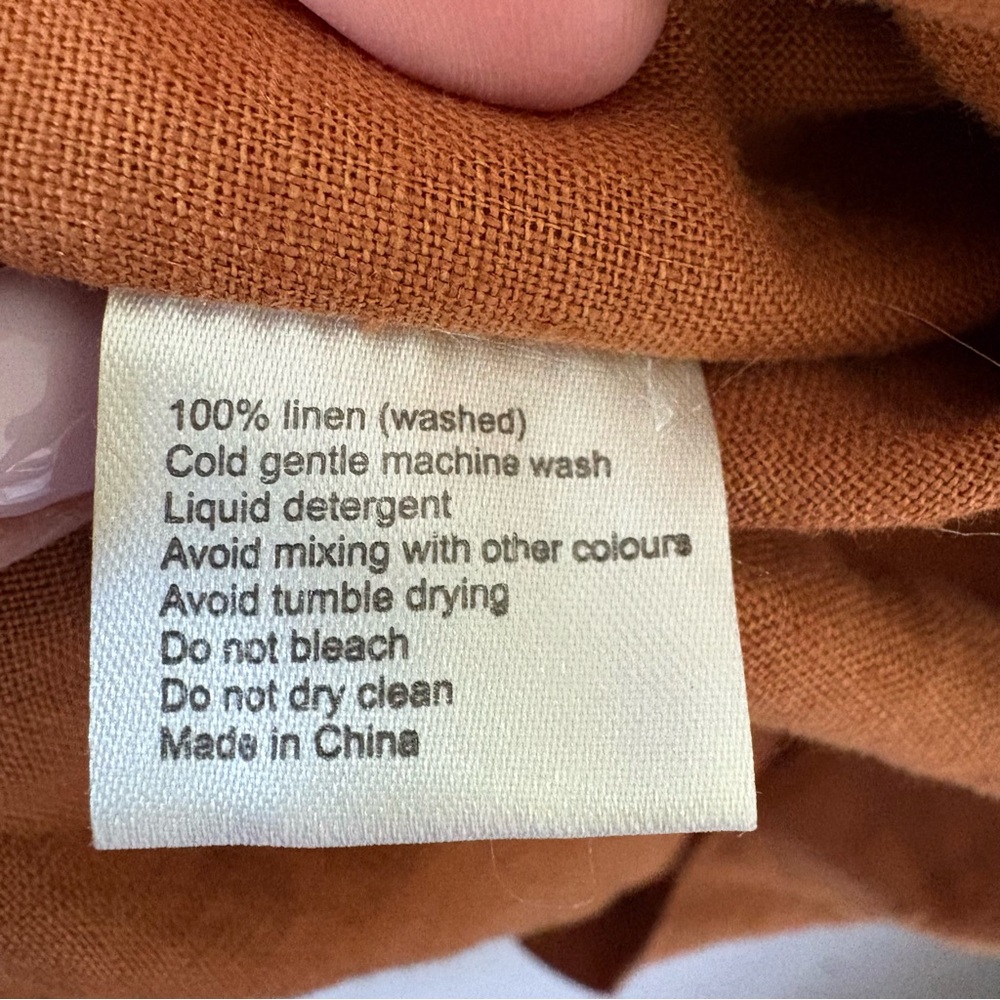 100% linen (washed)
Cold gentle machine wash
Liquid detergent
Avoid mixing with other colours
Avoid tumble drying
Do not bleach
Do not dry clean
Made in China